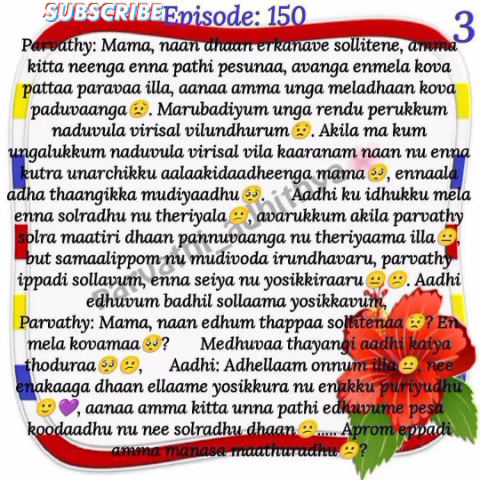 SUBSCRIBE Episode: 150
3
Parvathy: Mama, naan dhaan erkanave sollitene, amma
kitta neenga enna pathi pesunaa, avanga enmela kova
pattaa paravaa illa, aanaa amma unga meladhaan kova
paduvaanga😟. Marubadiyum unga rendu perukkum
naduvula virisal vilundhurum😟. Akila ma kum
ungalukkum naduvula virisal vila kaaranam naan nu enna
kutra unarchikku aalaakidaadheenga mama🥺, ennaala
adha thaangikka mudiyaadhu🥺. Aadhi ku idhukku mela
enna solradhu nu theriyala😕, avarukkum akila parvathy
solra maatiri dhaan pannuvaanga nu theriyaama illa😐,
but samaalippom nu mudivoda irundhavaru, parvathy
ippadi sollavum, enna seiya nu yosikkiraaru😐😕. Aadhi
edhuvum badhil sollaama yosikkavum,
Parvathy: Mama, naan edhum thappaa sollitenaa😟? En
mela kovamaa🥺? Medhuvaa thayangi aadhi kaiya
thoduraa🥺😕, Aadhi: Adhellaam onnum illa😐, nee
enakaaga dhaan ellaame yosikkura nu enakku puriyudhu
🙂💜, aanaa amma kitta unna pathi edhuvume pesa
koodaadhu nu nee solradhu dhaan😕..... Aprom eppadi
amma manasa maathuradhu😕?
parvathi_aadhithya